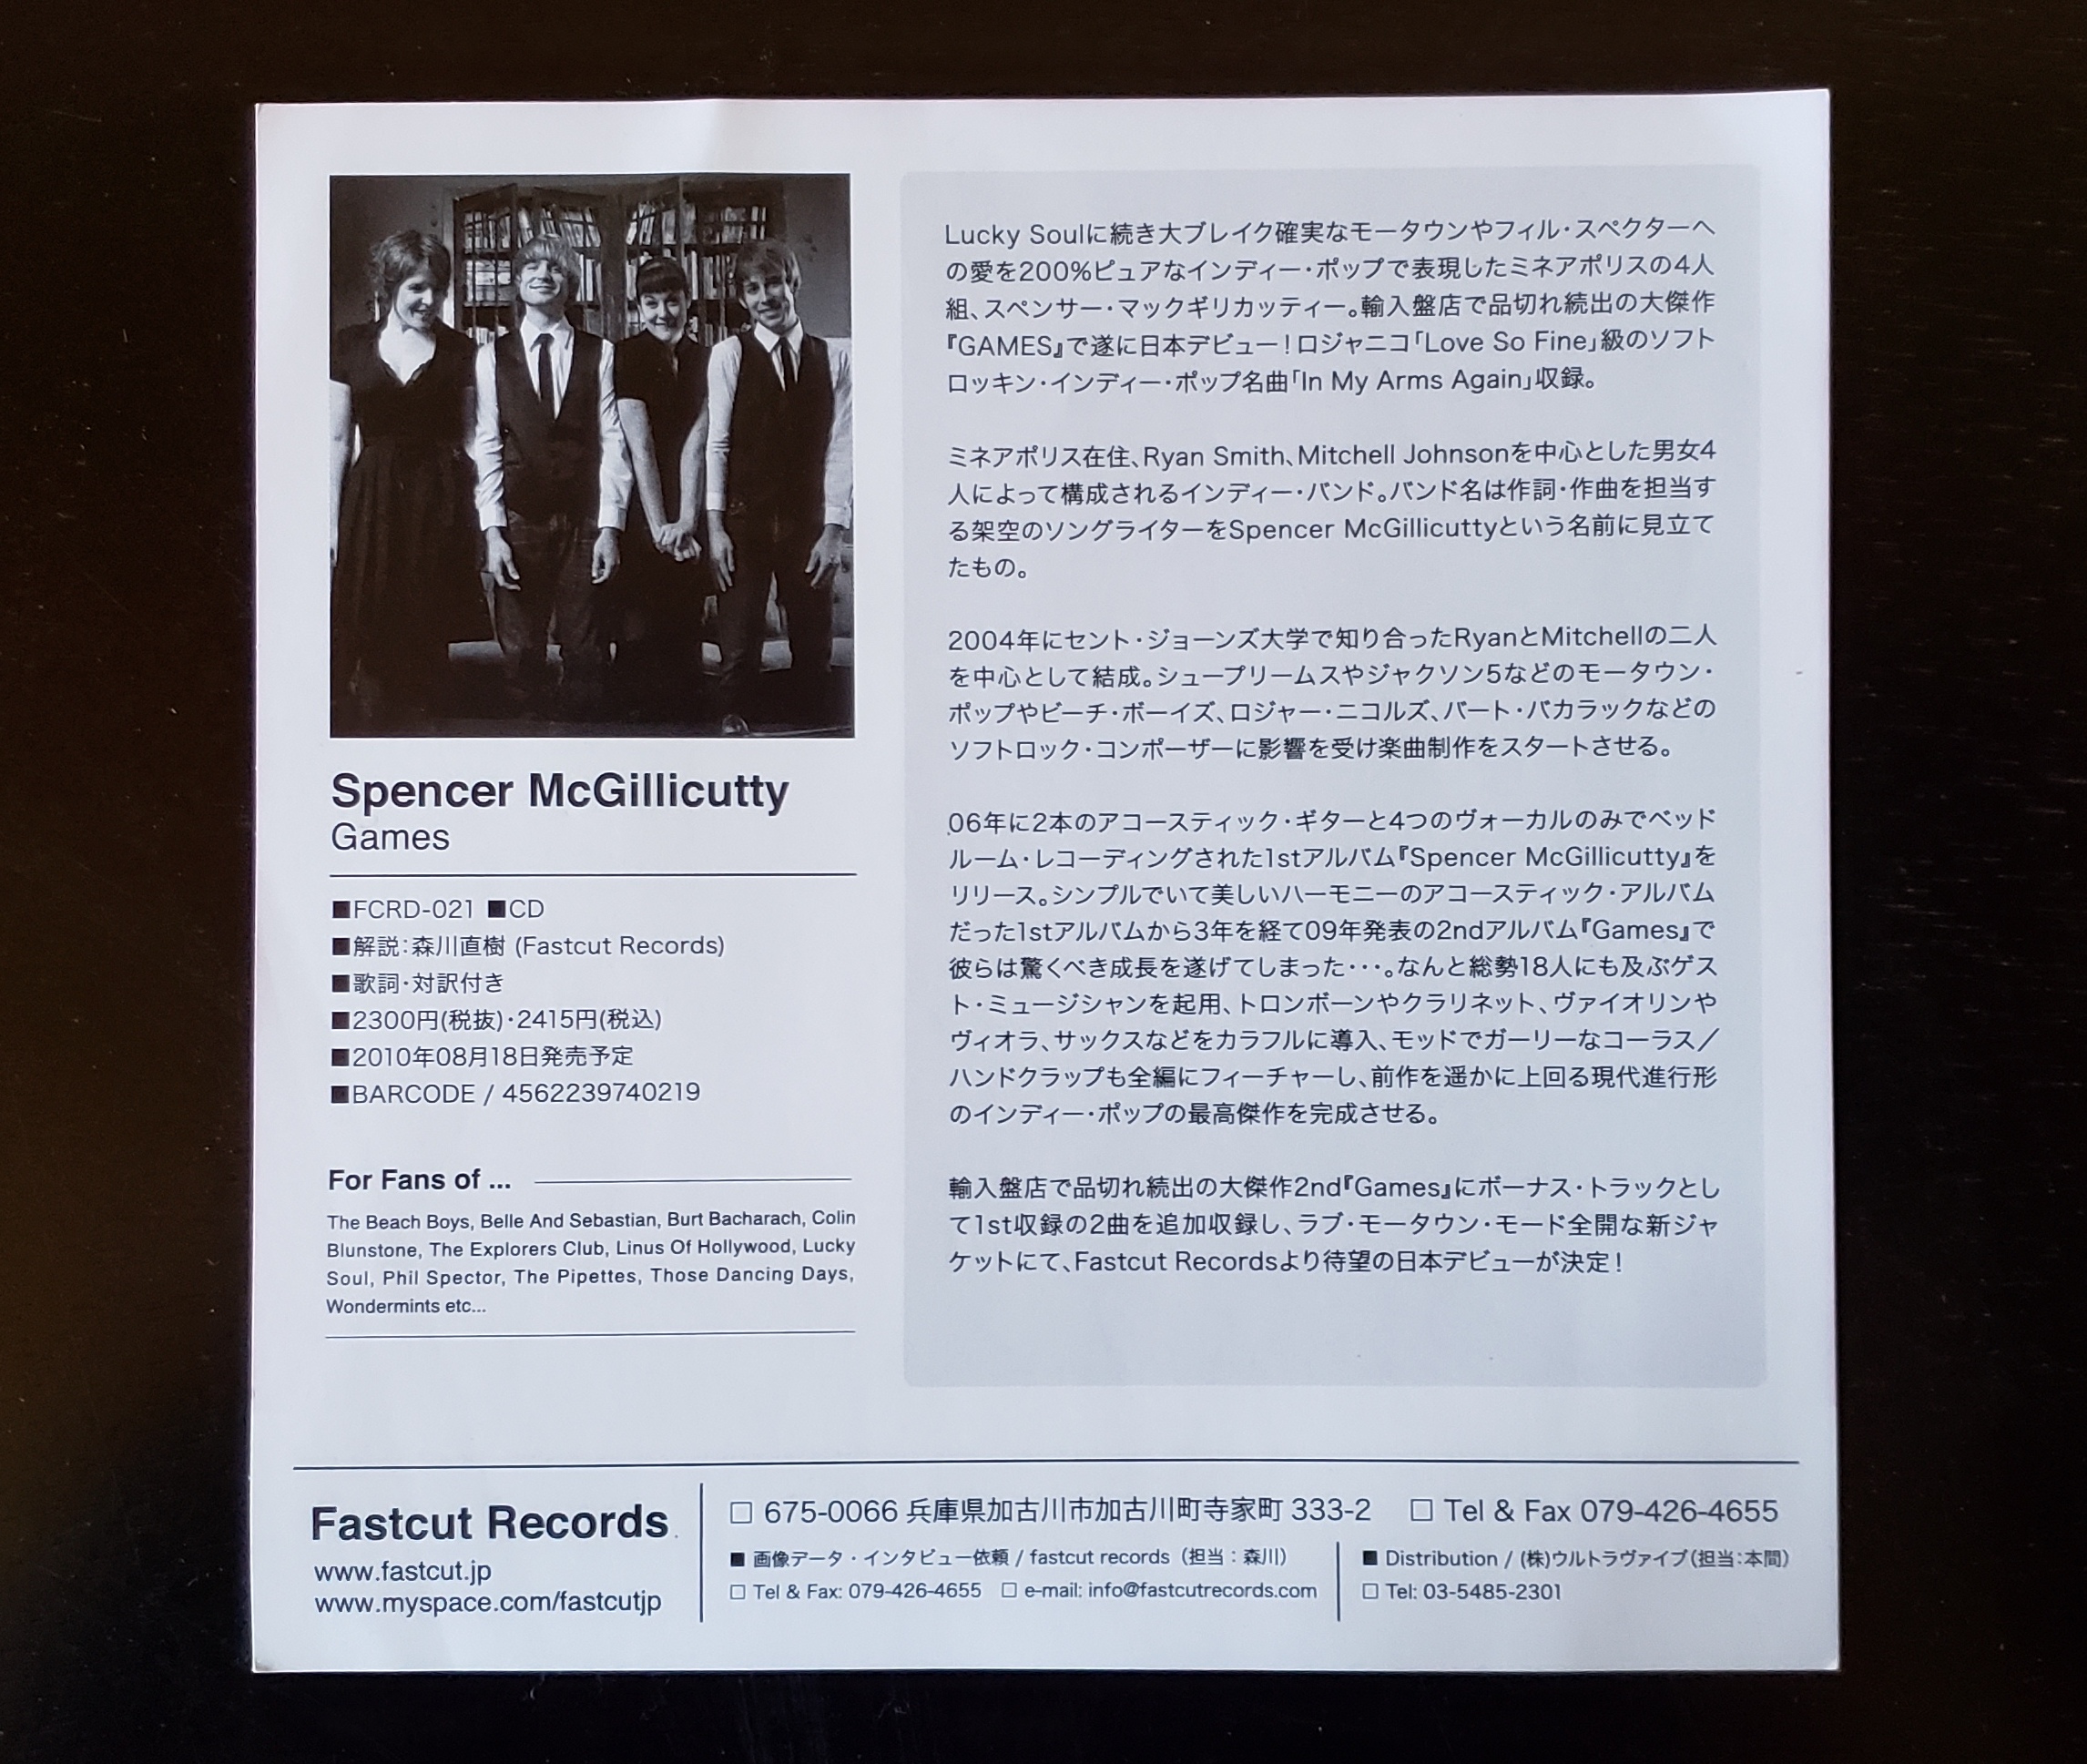 Spencer McGillicutty
Games
■FCRD-021 ■CD
■解説:森川直樹 (Fastcut Records)
■歌詞・対訳付き
■2300円(税抜)・2415円(税込)
■2010年08月18日発売予定
■BARCODE / 4562239740219
For Fans of ...
The Beach Boys, Belle And Sebastian, Burt Bacharach, Colin
Blunstone, The Explorers Club, Linus Of Hollywood, Lucky
Soul, Phil Spector, The Pipettes, Those Dancing Days,
Wondermints etc...
Lucky Soulに続き大ブレイク確実なモータウンやフィル・スペクターへ
の愛を200%ピュアなインディー・ポップで表現したミネアポリスの4人
組、スペンサー・マックギリカッティー。輸入盤店で品切れ続出の大傑作
『GAMES』で遂に日本デビュー!ロジャニコ「Love So Fine」級のソフト
ロッキン・インディー・ポップ名曲「In My Arms Again」収録。
ミネアポリス在住、Ryan Smith、Mitchell Johnsonを中心とした男女4
人によって構成されるインディー・バンド。バンド名は作詞・作曲を担当す
る架空のソングライターをSpencer McGillicuttyという名前に見立て
たもの。
2004年にセント・ジョーンズ大学で知り合ったRyanとMitchellの二人
を中心として結成。シュープリームスやジャクソン5などのモータウン・
ポップやビーチ・ボーイズ、ロジャー・ニコルズ、バート・バカラックなどの
ソフトロック・コンポーザーに影響を受け楽曲制作をスタートさせる。
06年に2本のアコースティック・ギターと4つのヴォーカルのみでベッド
ルーム・レコーディングされた1stアルバム『Spencer McGillicutty』を
リリース。シンプルでいて美しいハーモニーのアコースティック・アルバム
だった1stアルバムから3年を経て09年発表の2ndアルバム『Games』で
彼らは驚くべき成長を遂げてしまった・・・。なんと総勢18人にも及ぶゲス
ト・ミュージシャンを起用、トロンボーンやクラリネット、ヴァイオリンや
ヴィオラ、サックスなどをカラフルに導入、モッドでガーリーなコーラス/
ハンドクラップも全編にフィーチャーし、前作を遥かに上回る現代進行形
のインディー・ポップの最高傑作を完成させる。
輸入盤店で品切れ続出の大傑作2nd『Games』にボーナス・トラックとし
て1st収録の2曲を追加収録し、ラブ・モータウン・モード全開な新ジャ
ケットにて、Fastcut Recordsより待望の日本デビューが決定!
Fastcut Records
www.fastcut.jp
www.myspace.com/fastcutjp
□ 675-0066 兵庫県加古川市加古川町寺家町 333-2 □ Tel & Fax 079-426-4655
■ 画像データ・インタビュー依頼 / fastcut records(担当:森川)
□ Tel & Fax: 079-426-4655 □ e-mail: info@fastcutrecords.com
■ Distribution / (株)ウルトラヴァイブ(担当:本間)
□ Tel: 03-5485-2301